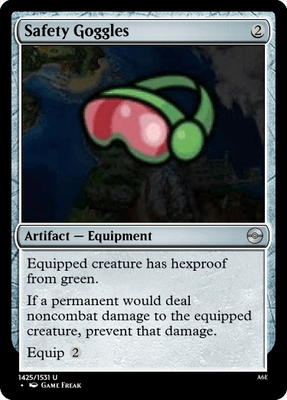 Safety Goggles 2
Artifact — Equipment
Equipped creature has hexproof
from green.
If a permanent would deal
noncombat damage to the equipped
creature, prevent that damage.
Equip 2
1425/1531 U
• GAME FREAK
A6E